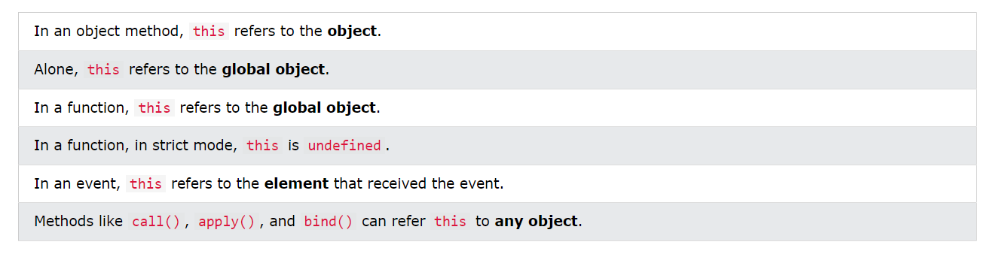 In an object method, this refers to the object.
Alone, this refers to the global object.
In a function, this refers to the global object.
In a function, in strict mode, this is undefined.
In an event, this refers to the element that received the event.
Methods like call(), apply(), and bind() can refer this to any object.